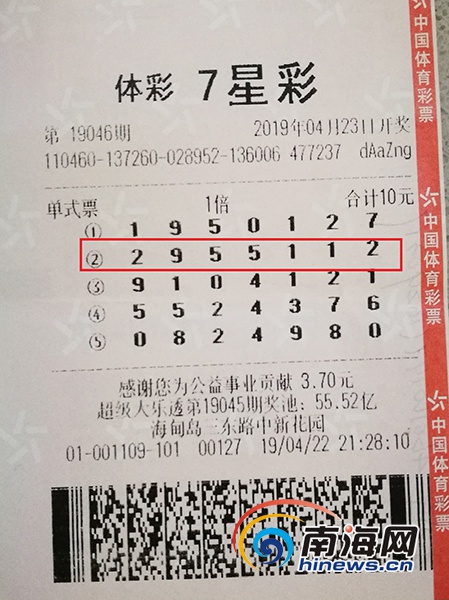 体彩 7星彩
第 19046期 2019年04月23日开奖
110460-137260-028952-136006 477237 dAaZng
单式票 1倍 合计10元
① 1 9 5 0 1 2 7
② 2 9 5 5 1 1 2
③ 9 1 0 4 1 2 1
④ 5 5 2 4 3 7 6
⑤ 0 8 2 4 9 8 0
感谢您为公益事业贡献 3.70元
超级大乐透第19045期奖池: 55.52亿
海甸岛三东路中新花园
01-001109-101 00127 19/04/22 21:28:10
南海网
hinews.cn
中国体育彩票
中国体育彩票
中国体育彩票